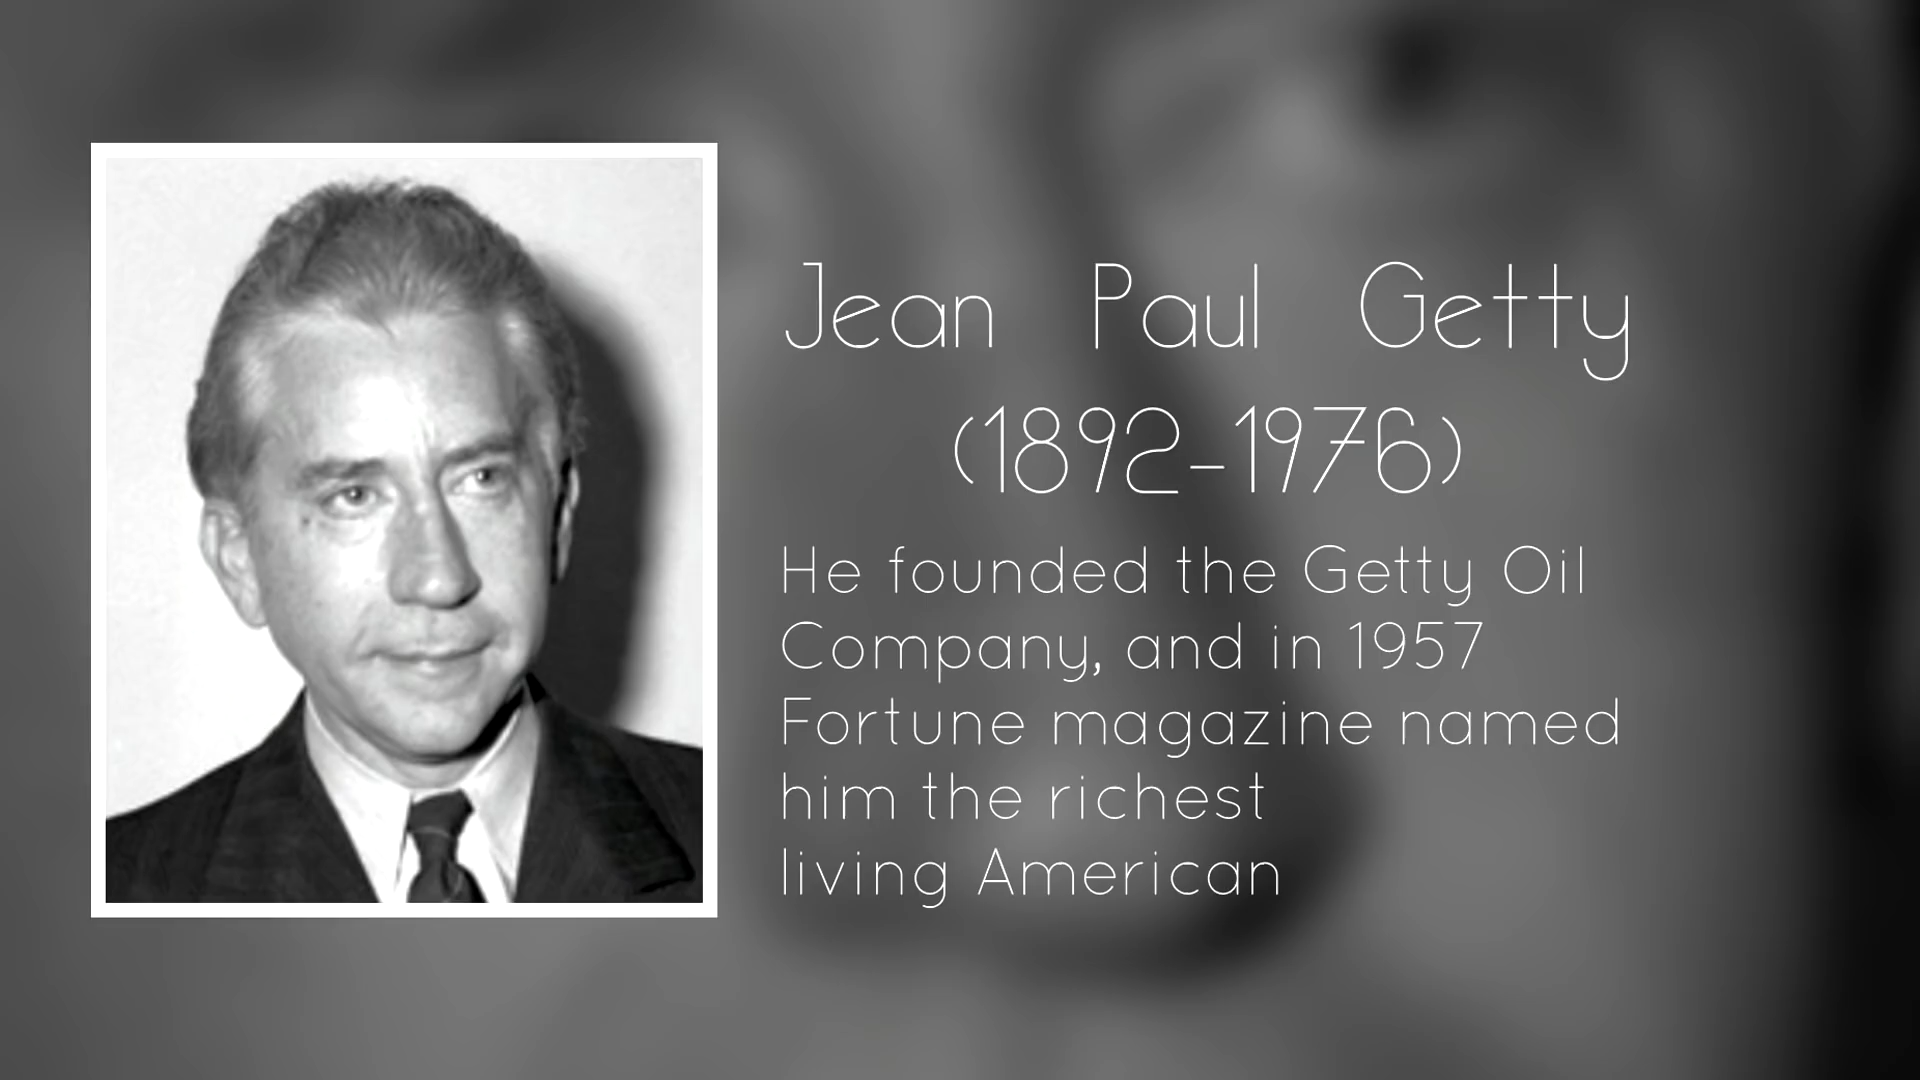 Jean Paul Getty
(1892-1976)
He founded the Getty Oil
Company, and in 1957
Fortune magazine named
him the richest
living American